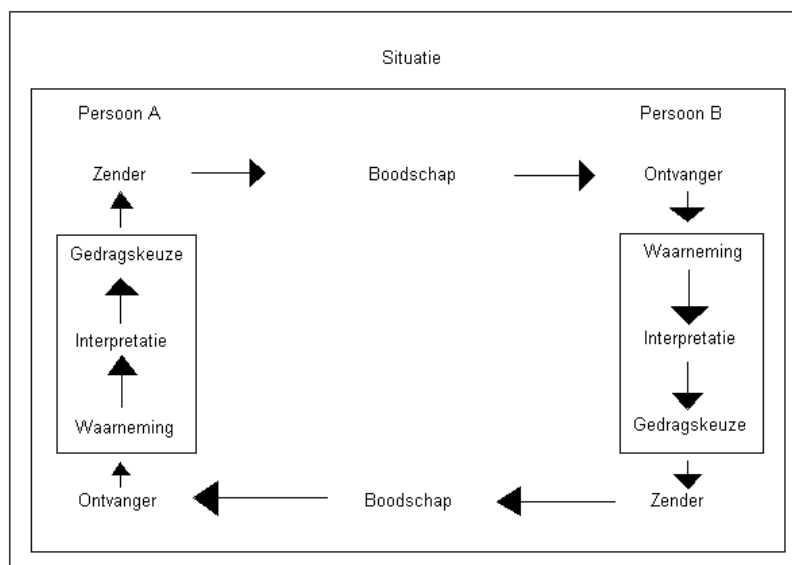 Situatie
Persoon A
Persoon B
Zender
Boodschap
Ontvanger
Gedragskeuze
Waarneming
Interpretatie
Interpretatie
Waarneming
Gedragskeuze
Ontvanger
Boodschap
Zender